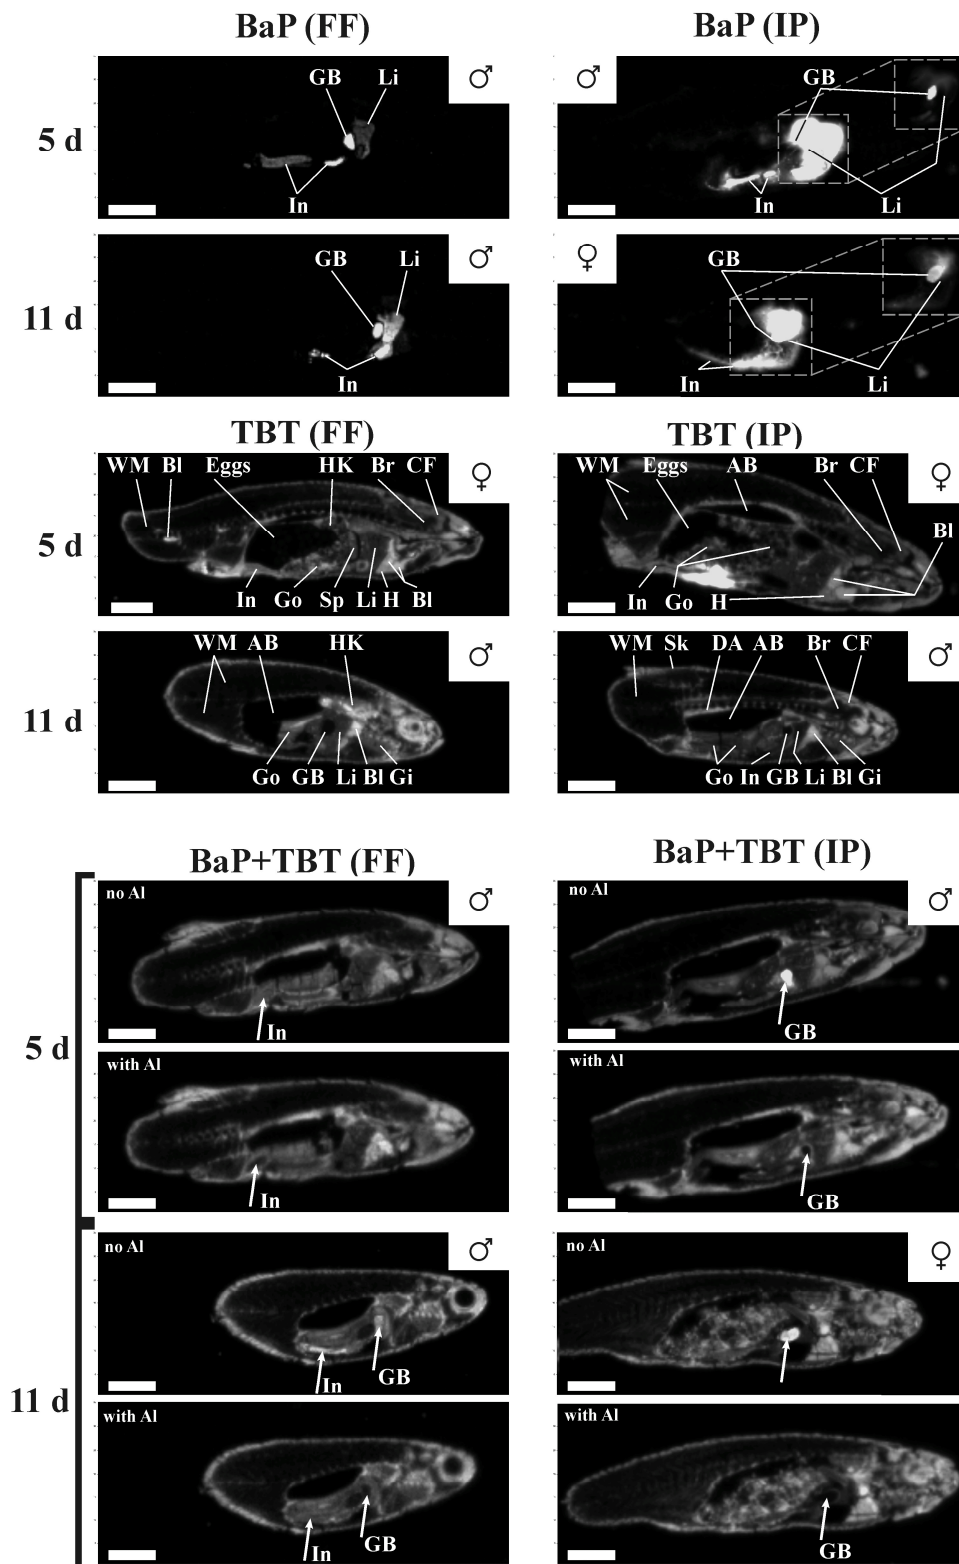 BaP (FF)
BaP (IP)
5 d
♂
GB Li
In
♂
GB
In Li
11 d
♂
GB Li
In
♀
GB
In Li
TBT (FF)
TBT (IP)
5 d
WM Bl Eggs HK Br CF
♀
In Go Sp Li H Bl
WM Eggs AB Br CF
♀
Bl
In Go H
11 d
WM AB HK
♂
Go GB Li Bl Gi
WM Sk DA AB Br CF
♂
Go In GB Li Bl Gi
BaP+TBT (FF)
BaP+TBT (IP)
5 d
no Al
♂
In
no Al
♂
GB
with Al
In
with Al
GB
11 d
no Al
♂
In GB
no Al
♀
with Al
In GB
with Al
GB